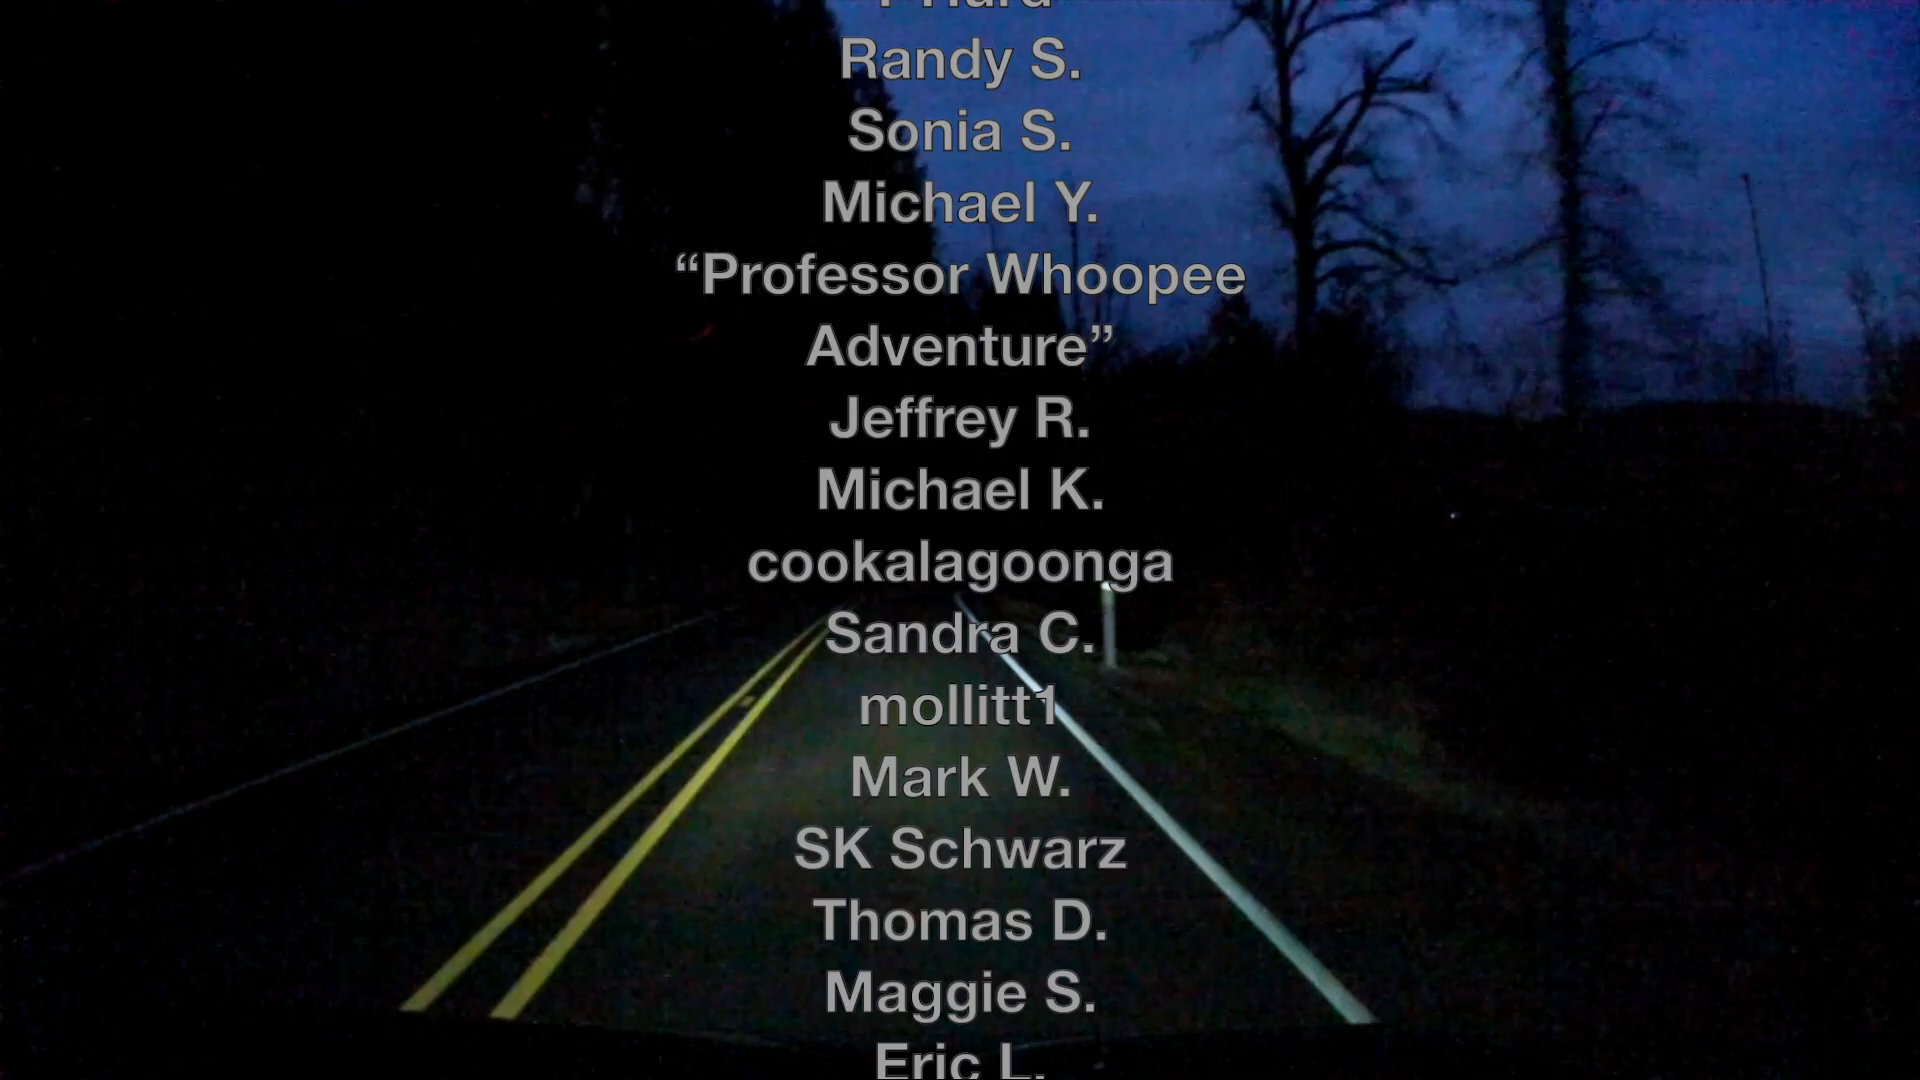 Randy S.
Sonia S.
Michael Y.
“Professor Whoopee
Adventure”
Jeffrey R.
Michael K.
cookalagoonga
Sandra C.
mollitt1
Mark W.
SK Schwarz
Thomas D.
Maggie S.
Eric L.